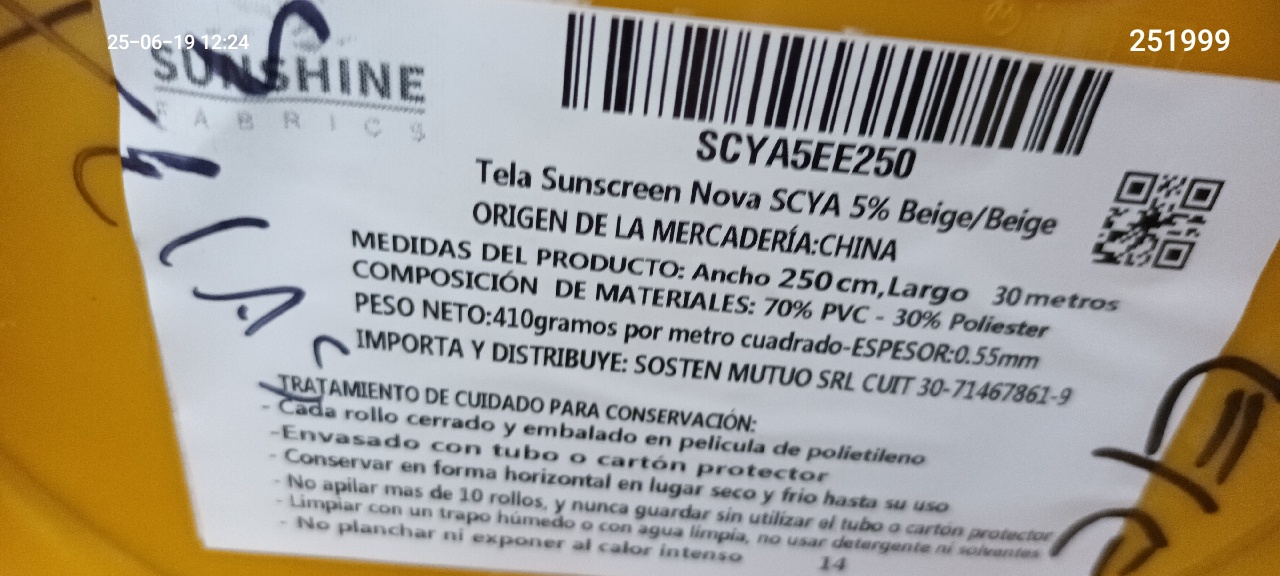 25-06-19 12:24
251999
SUNSHINE
FABRICS
SCYA5EE250
Tela Sunscreen Nova SCYA 5% Beige/Beige
ORIGEN DE LA MERCADERÍA:CHINA
MEDIDAS DEL PRODUCTO: Ancho 250 cm,Largo 30 metros
COMPOSICIÓN DE MATERIALES: 70% PVC - 30% Poliester
PESO NETO:410gramos por metro cuadrado-ESPESOR:0.55mm
IMPORTA Y DISTRIBUYE: SOSTEN MUTUO SRL CUIT 30-71467861-9
TRATAMIENTO DE CUIDADO PARA CONSERVACIÓN:
- Cada rollo cerrado y embalado en pelicula de polietileno
-Envasado con tubo o cartón protector
- Conservar en forma horizontal en lugar seco y frio hasta su uso
- No apilar mas de 10 rollos, y nunca guardar sin utilizar el tubo o cartón protector
- Limpiar con un trapo húmedo o con agua limpia, no usar detergente ni solventes
- No planchar ni exponer al calor intenso
14